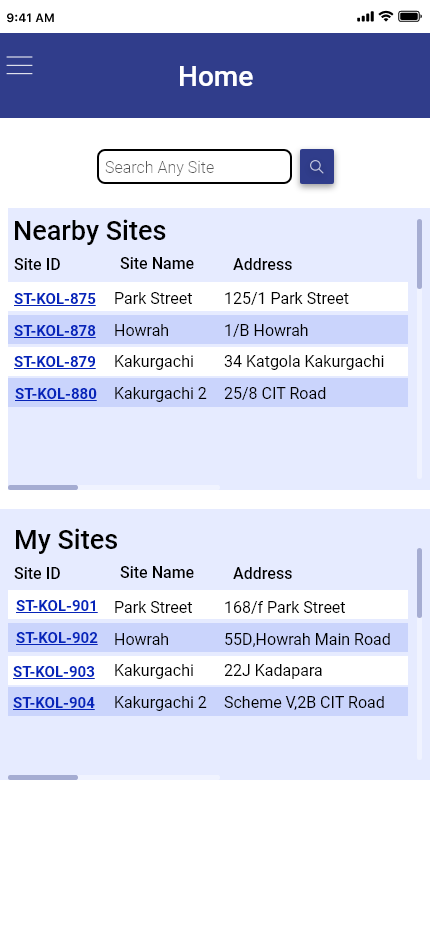 9:41 AM
Home
Search Any Site
Nearby Sites
Site ID Site Name Address
ST-KOL-875 Park Street 125/1 Park Street
ST-KOL-878 Howrah 1/B Howrah
ST-KOL-879 Kakurgachi 34 Katgola Kakurgachi
ST-KOL-880 Kakurgachi 2 25/8 CIT Road
My Sites
Site ID Site Name Address
ST-KOL-901 Park Street 168/f Park Street
ST-KOL-902 Howrah 55D,Howrah Main Road
ST-KOL-903 Kakurgachi 22J Kadapara
ST-KOL-904 Kakurgachi 2 Scheme V,2B CIT Road